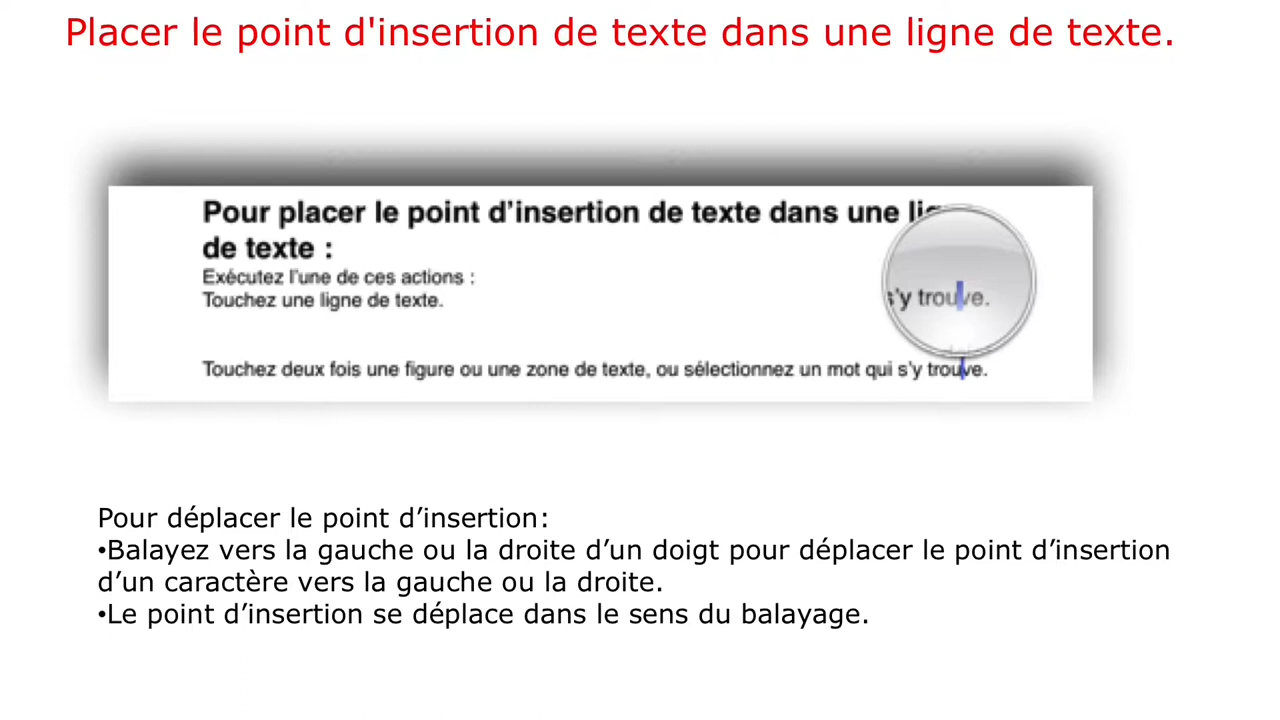 Placer le point d'insertion de texte dans une ligne de texte.
Pour placer le point d’insertion de texte dans une
de texte :
Exécutez l'une de ces actions :
Touchez une ligne de texte.
s'y trouve.
Touchez deux fois une figure ou une zone de texte, ou sélectionnez un mot qui s'y trouve.
Pour déplacer le point d’insertion:
•Balayez vers la gauche ou la droite d’un doigt pour déplacer le point d’insertion
d’un caractère vers la gauche ou la droite.
•Le point d’insertion se déplace dans le sens du balayage.